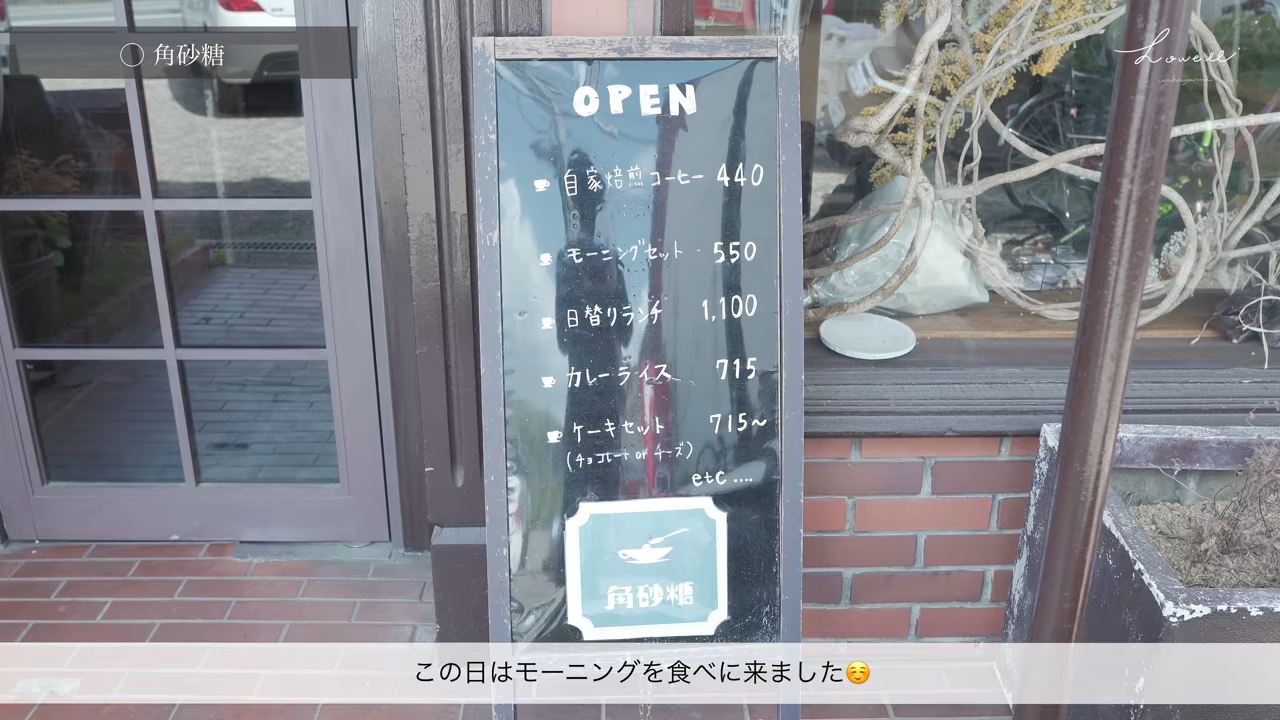 〇 角砂糖
Lowell
OPEN
自家焙煎コーヒー 440
モーニングセット 550
日替りランチ 1,100
カレーライス 715
ケーキセット 715~
(チョコレート or チーズ)
etc ....
角砂糖
この日はモーニングを食べに来ました☺️